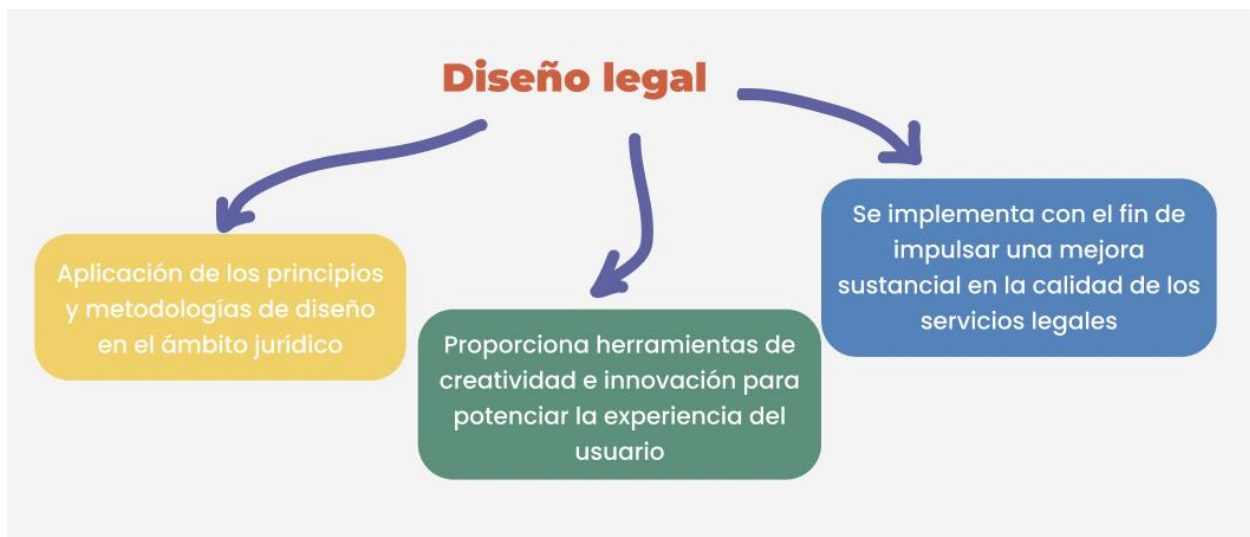 Diseño legal
Aplicación de los principios
y metodologías de diseño
en el ámbito jurídico
Proporciona herramientas de
creatividad e innovación para
potenciar la experiencia del
usuario
Se implementa con el fin de
impulsar una mejora
sustancial en la calidad de los
servicios legales